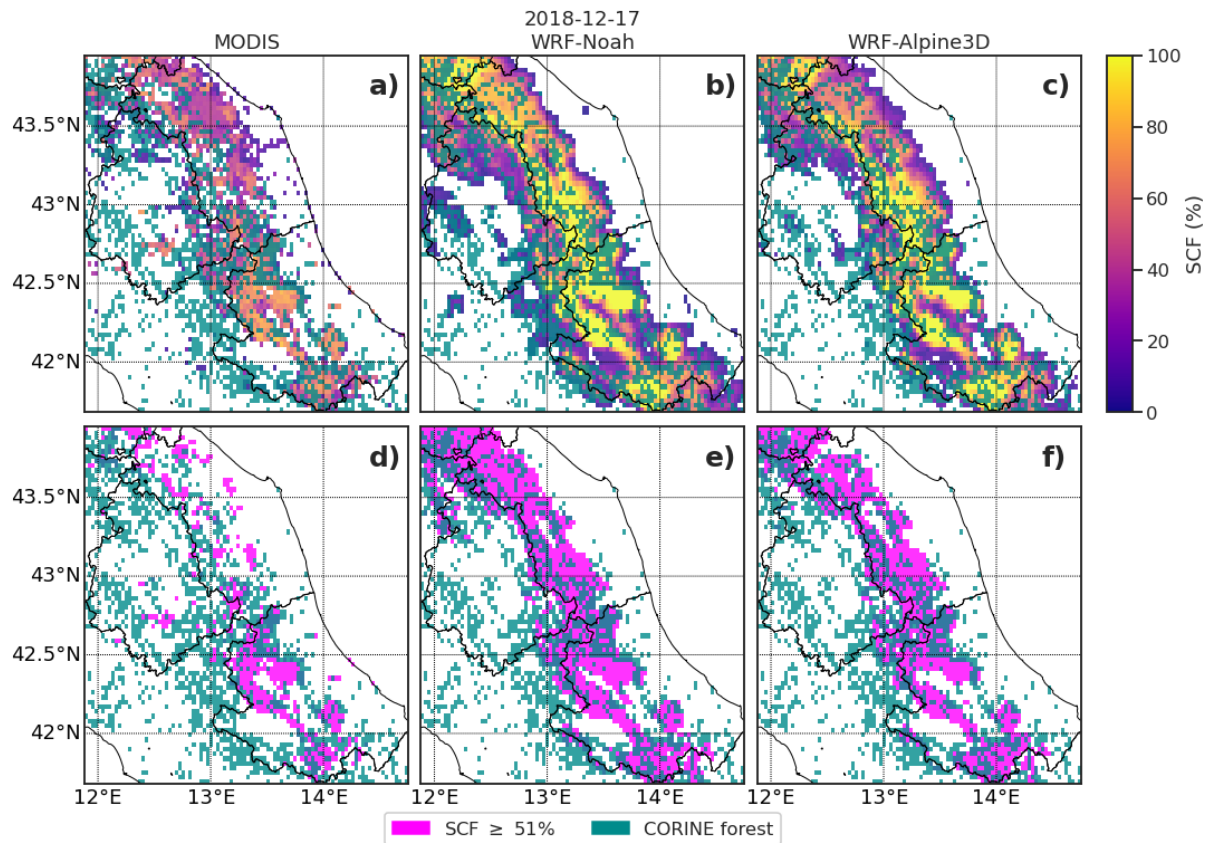 2018-12-17
MODIS WRF-Noah WRF-Alpine3D
a) b) c)
43.5°N
43°N
42.5°N
42°N
100
80
60
40
20
0
SCF (%)
d) e) f)
43.5°N
43°N
42.5°N
42°N
12°E 13°E 14°E 12°E 13°E 14°E 12°E 13°E 14°E
SCF ≥ 51% CORINE forest